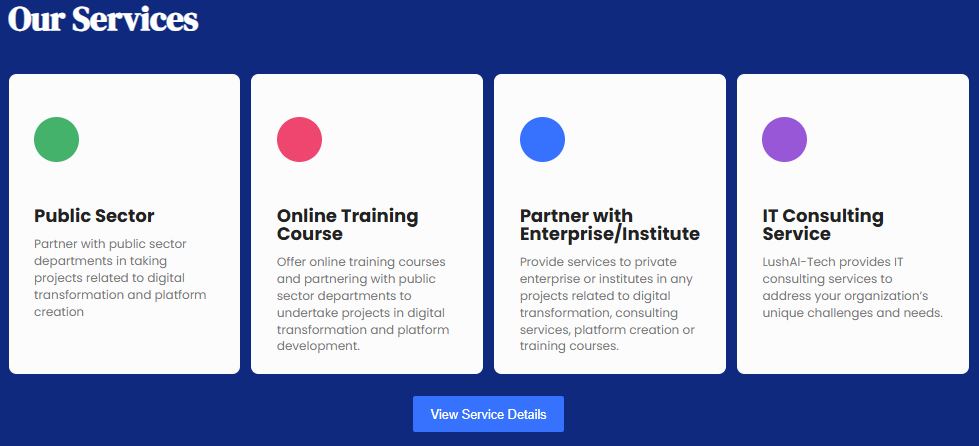 Our Services
Public Sector
Partner with public sector
departments in taking
projects related to digital
transformation and platform
creation
Online Training
Course
Offer online training courses
and partnering with public
sector departments to
undertake projects in digital
transformation and platform
development.
Partner with
Enterprise/Institute
Provide services to private
enterprise or institutes in any
projects related to digital
transformation, consulting
services, platform creation or
training courses.
IT Consulting
Service
LushAI-Tech provides IT
consulting services to
address your organization's
unique challenges and needs.
View Service Details